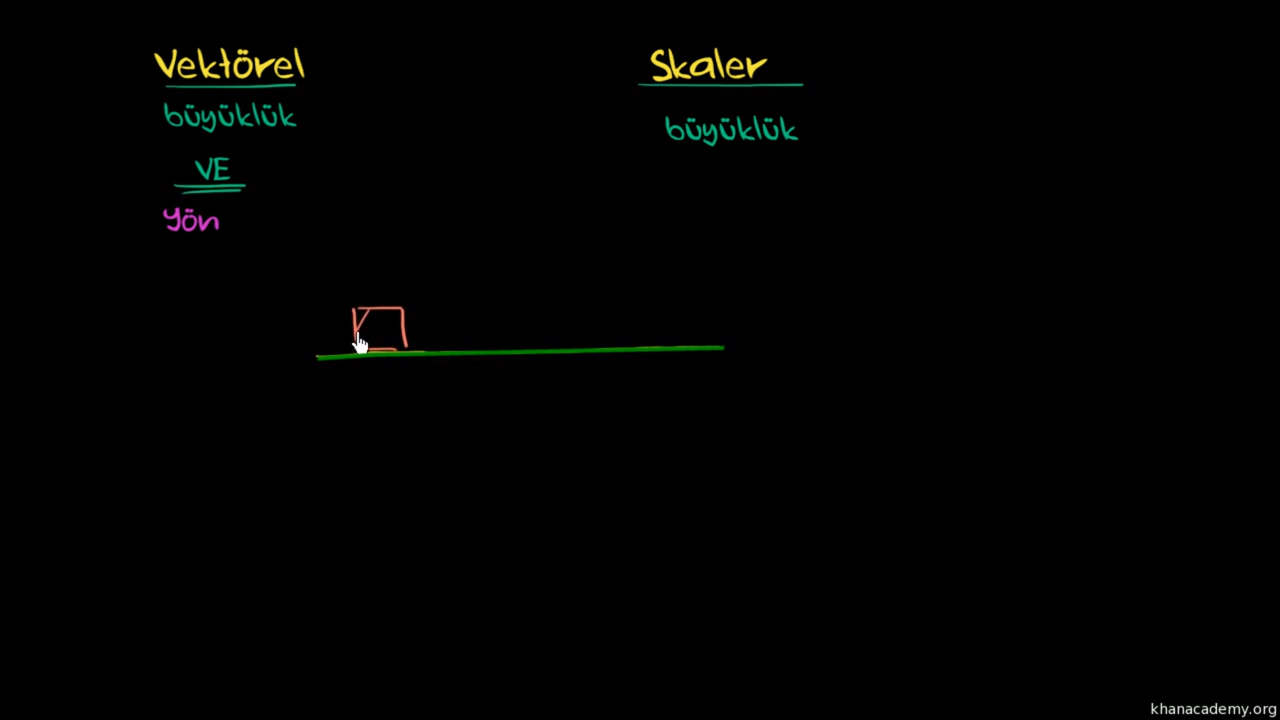 Vektörel
büyüklük
VE
yön
Skaler
büyüklük
khanacademy.org